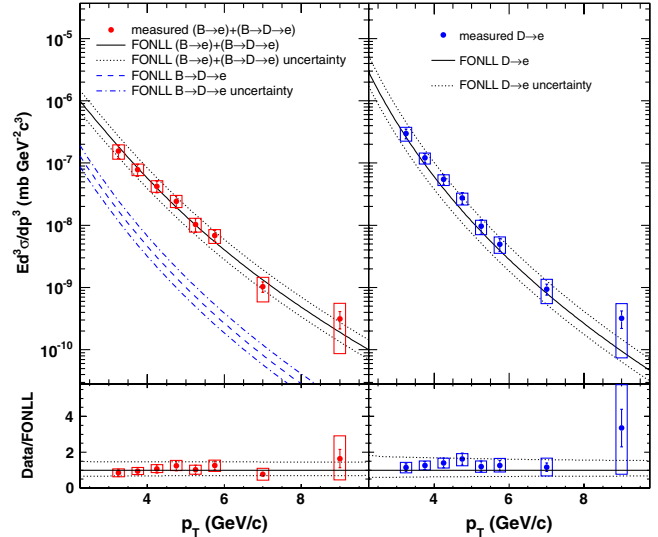 measured (B→e)+(B→D→e)
FONLL (B→e)+(B→D→e)
FONLL (B→e)+(B→D→e) uncertainty
FONLL B→D→e
FONLL B→D→e uncertainty
measured D→e
FONLL D→e
FONLL D→e uncertainty
Ed³σ/dp³ (mb GeV⁻²c³)
10⁻⁵
10⁻⁶
10⁻⁷
10⁻⁸
10⁻⁹
10⁻¹⁰
Data/FONLL
4
2
0
4 6 8
4 6 8
p_T (GeV/c)
p_T (GeV/c)